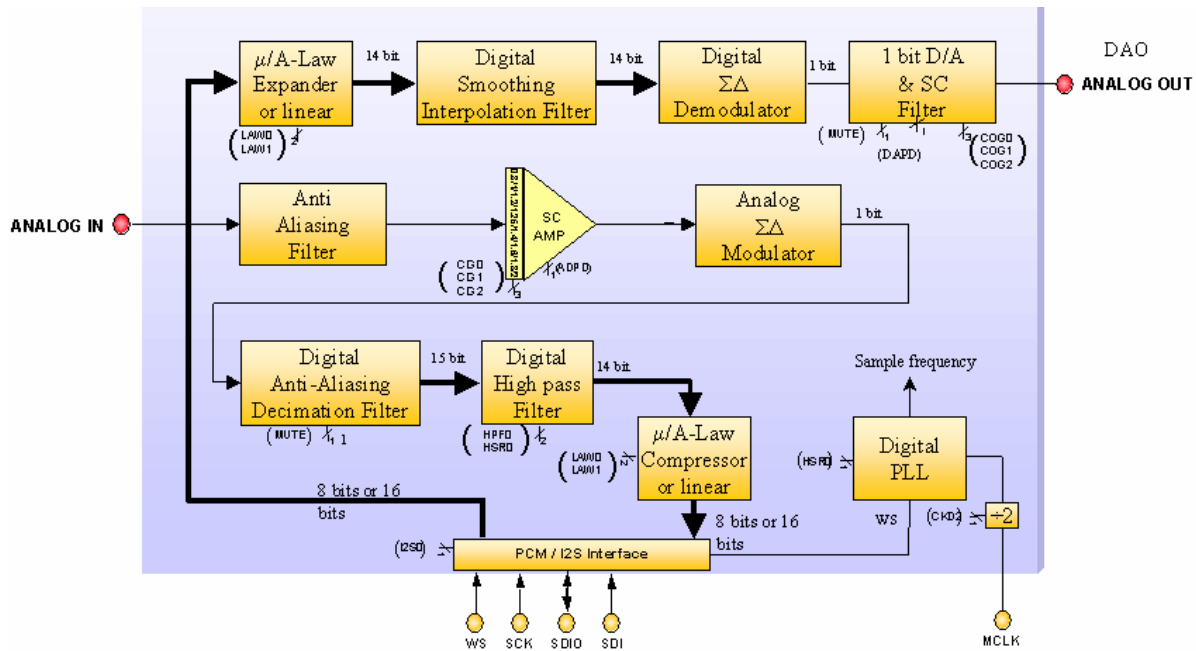 μ/A-Law
Expander
or linear
14 bit
Digital
Smoothing
Interpolation Filter
14 bit
Digital
ΣΔ
Demodulator
1 bit
1 bit D/A
& SC
Filter
DAO
ANALOG OUT
(LAW0
LAW1)
2
(MUTE)
1
1
(DAPD)
3
(COG0
COG1
COG2)
ANALOG IN
Anti
Aliasing
Filter
SC
AMP
(CG0
CG1
CG2)
3
1
(ADPD)
Analog
ΣΔ
Modulator
1 bit
Digital
Anti-Aliasing
Decimation Filter
(MUTE)
1 1
15 bit
Digital
High pass
Filter
(HPF0
HSR0)
2
14 bit
μ/A-Law
Compressor
or linear
(LAW0
LAW1)
2
Sample frequency
Digital
PLL
(HSR0)
WS
(CKD2)
÷2
8 bits or 16
bits
8 bits or 16
bits
(I2S0)
PCM / I2S Interface
WS
SCK
SDIO
SDI
MCLK